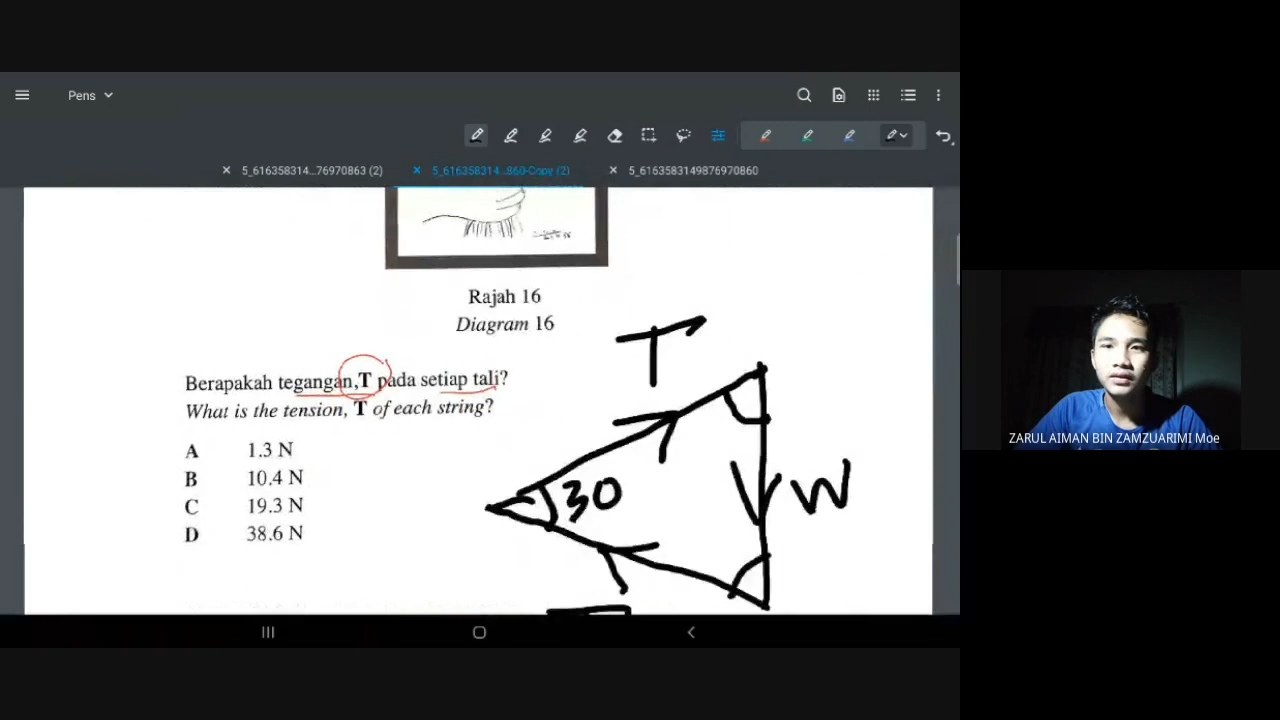 Pens
5_616358314...76970863 (2)
5_616358314...860-Copy (2)
5_6163583149876970860
Rajah 16
Diagram 16
Berapakah tegangan,T pada setiap tali?
What is the tension, T of each string?
A 1.3 N
B 10.4 N
C 19.3 N
D 38.6 N
T
30
W
ZARUL AIMAN BIN ZAMZUARIMI Moe